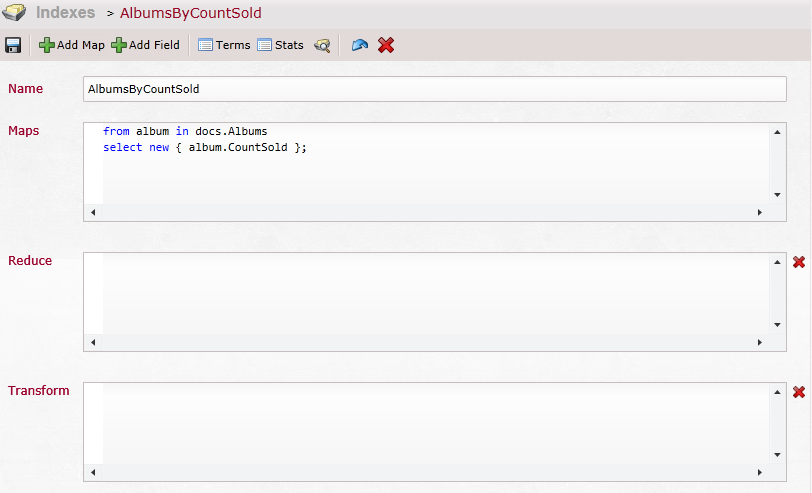 Indexes > AlbumsByCountSold
Add Map Add Field Terms Stats
Name AlbumsByCountSold
Maps from album in docs.Albums
select new { album.CountSold };
Reduce
Transform